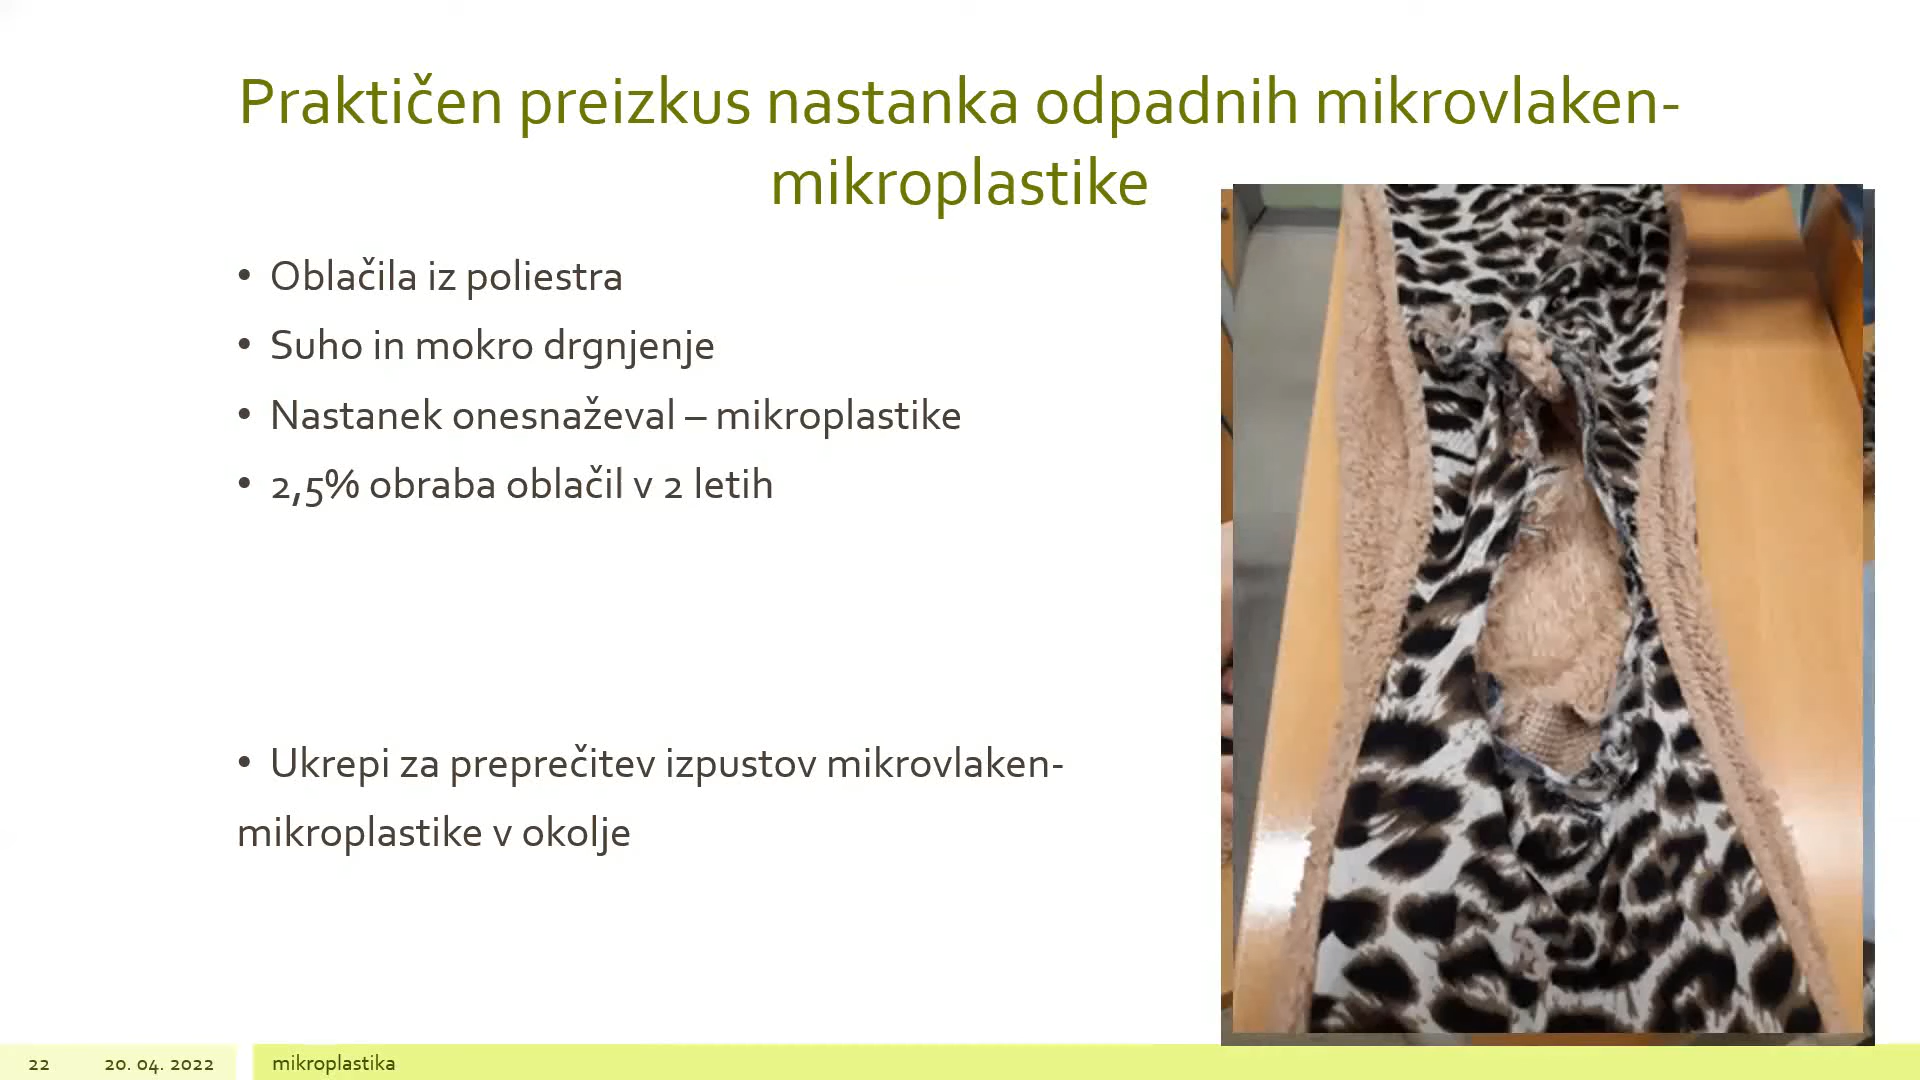 Praktičen preizkus nastanka odpadnih mikrovlaken-
mikroplastike
• Oblačila iz poliestra
• Suho in mokro drgnjenje
• Nastanek onesnaževal – mikroplastike
• 2,5% obraba oblačil v 2 letih
• Ukrepi za preprečitev izpustov mikrovlaken-
mikroplastike v okolje
22 20. 04. 2022 mikroplastika